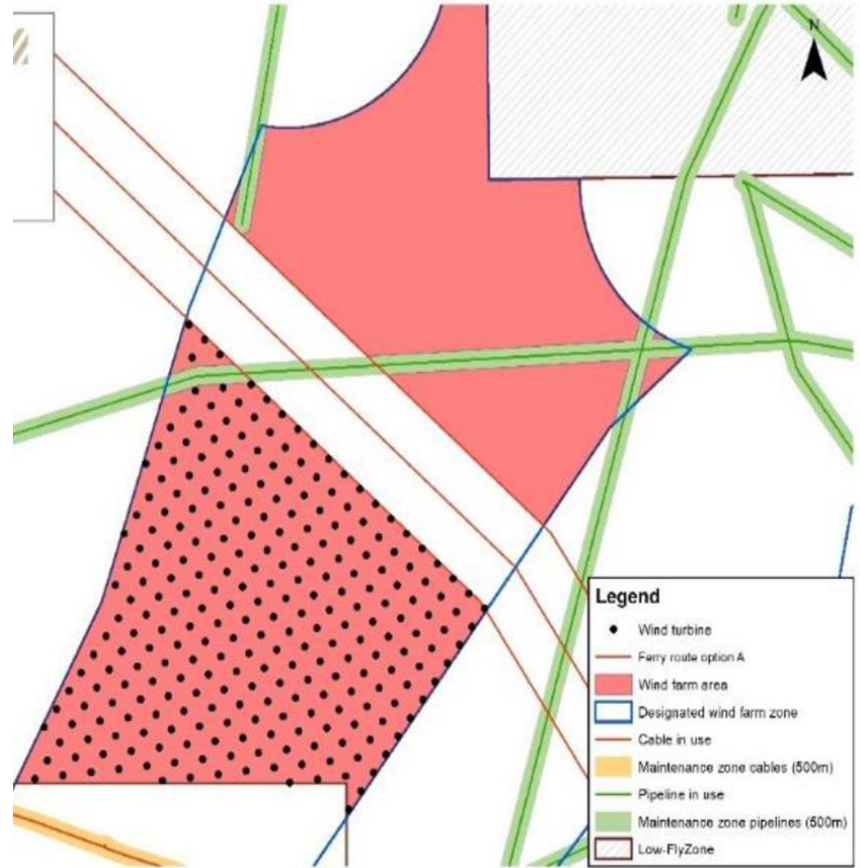 N
Legend
Wind turbine
Ferry route option A
Wind farm area
Designated wind farm zone
Cable in use
Maintenance zone cables (500m)
Pipeline in use
Maintenance zone pipelines (500m)
Low-FlyZone